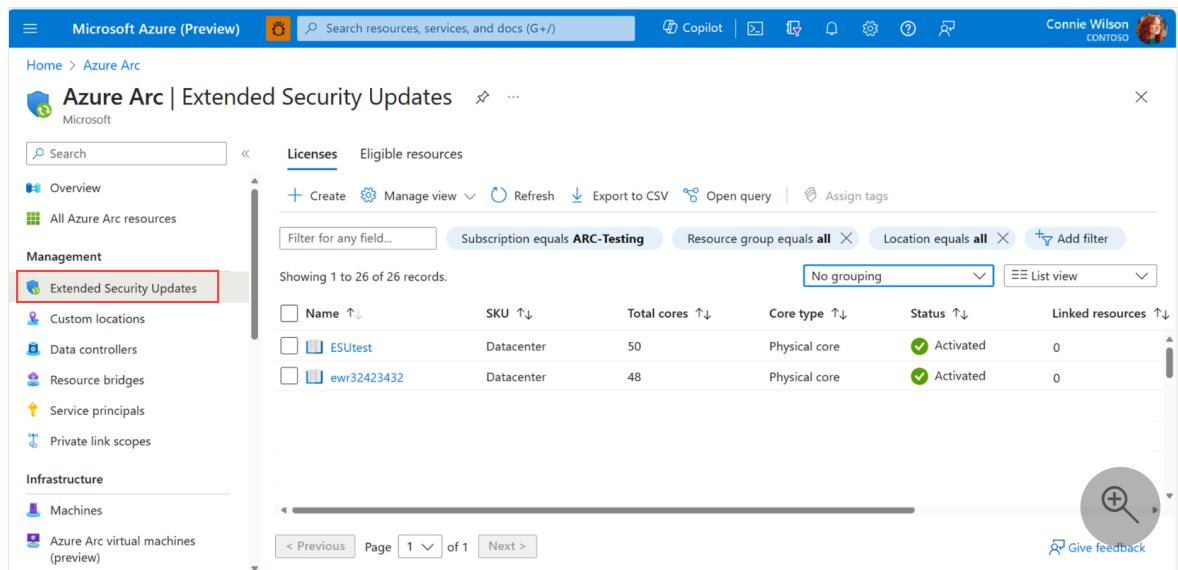 Microsoft Azure (Preview)
Search resources, services, and docs (G+/)
Copilot
Connie Wilson
CONTOSO
Home > Azure Arc
Azure Arc | Extended Security Updates
Microsoft
Search
Licenses Eligible resources
Overview
All Azure Arc resources
Management
Extended Security Updates
Custom locations
Data controllers
Resource bridges
Service principals
Private link scopes
Infrastructure
Machines
Azure Arc virtual machines
(preview)
Create Manage view Refresh Export to CSV Open query Assign tags
Filter for any field... Subscription equals ARC-Testing Resource group equals all Location equals all Add filter
Showing 1 to 26 of 26 records. No grouping List view
Name SKU Total cores Core type Status Linked resources
ESUtest Datacenter 50 Physical core Activated 0
ewr32423432 Datacenter 48 Physical core Activated 0
< Previous Page 1 of 1 Next >
Give feedback